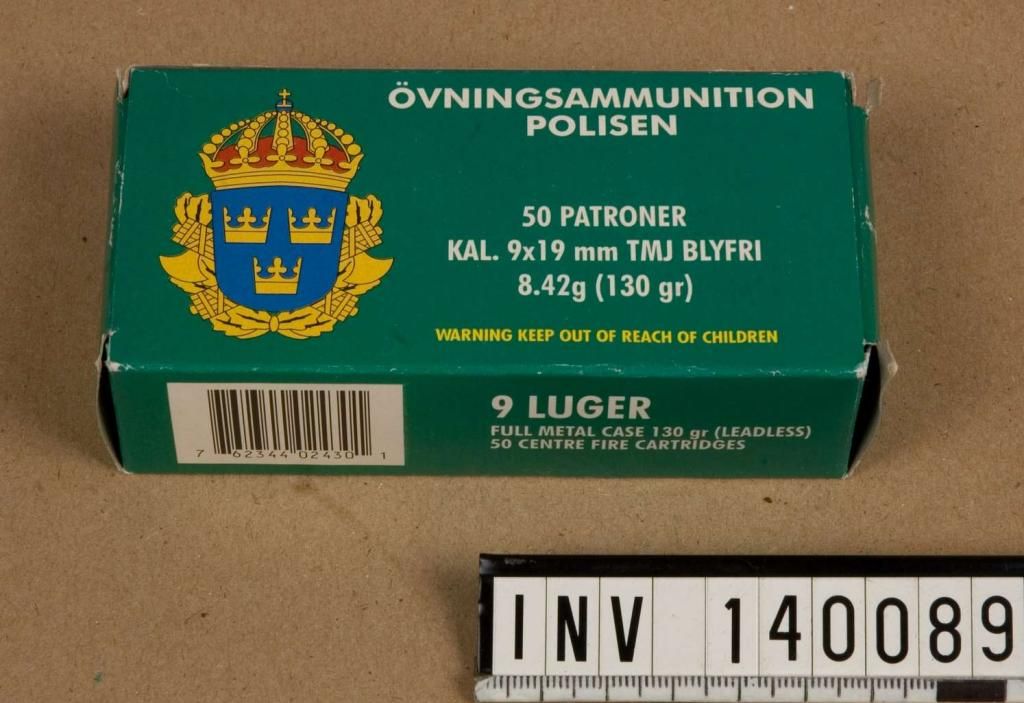 ÖVNINGSAMMUNITION
POLISEN
50 PATRONER
KAL. 9x19 mm TMJ BLYFRI
8.42g (130 gr)
WARNING KEEP OUT OF REACH OF CHILDREN
7 62344 02430 1
9 LUGER
FULL METAL CASE 130 gr (LEADLESS)
50 CENTRE FIRE CARTRIDGES
INV 140089